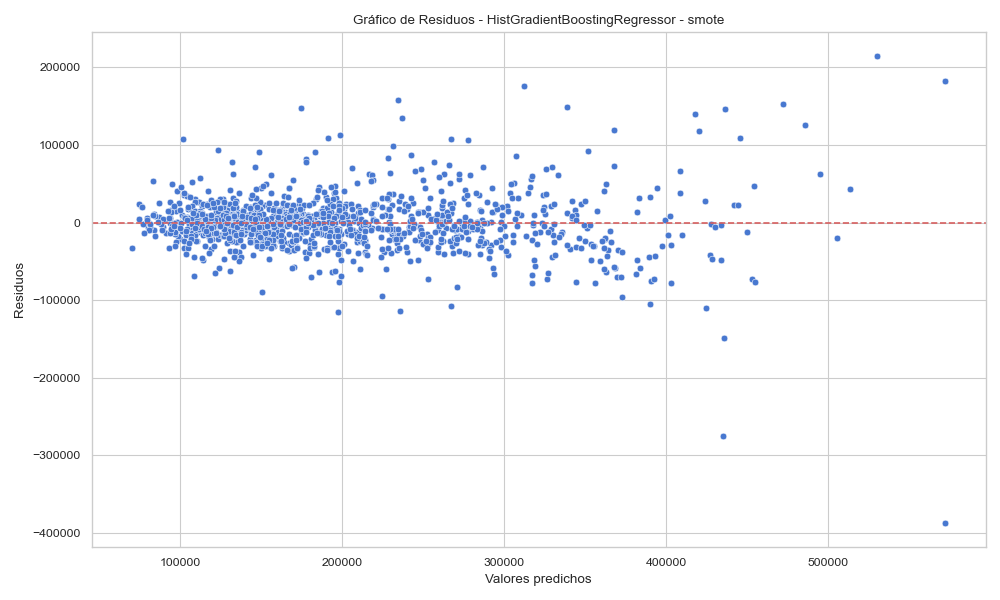 Gráfico de Residuos - HistGradientBoostingRegressor - smote
Residuos
200000
100000
0
−100000
−200000
−300000
−400000
100000 200000 300000 400000 500000
Valores predichos